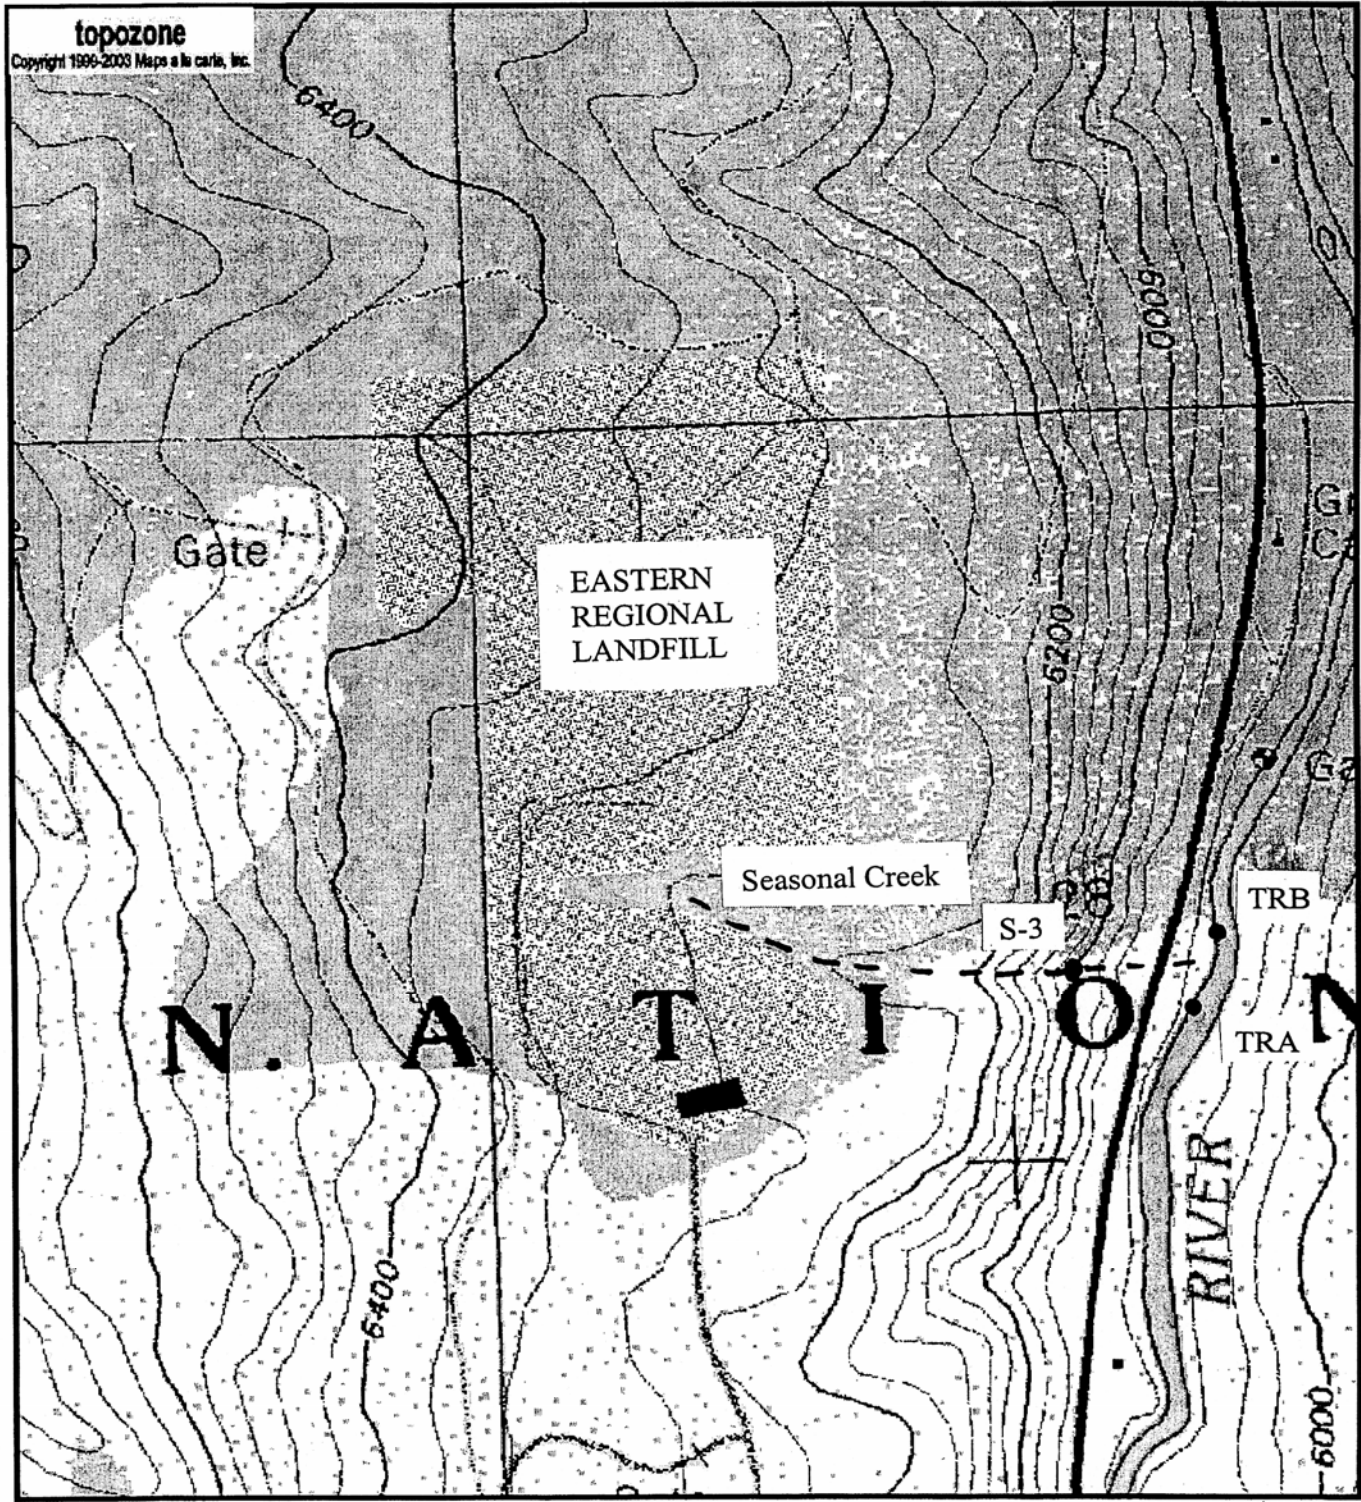 topozone
Copyright 1999-2003 Maps a la carte, Inc.
6400
6000
Gate
EASTERN
REGIONAL
LANDFILL
6200
Seasonal Creek
S-3
TRB
N. A T I O N
TRA
RIVER
6400
6000